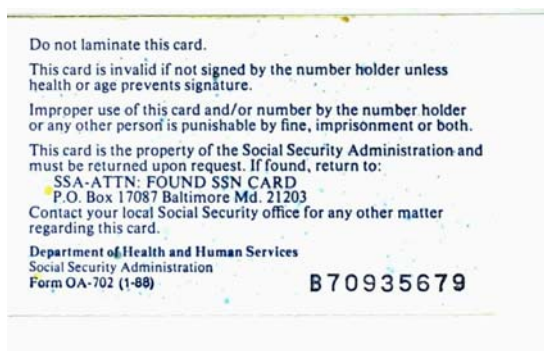 Do not laminate this card.
This card is invalid if not signed by the number holder unless
health or age prevents signature.
Improper use of this card and/or number by the number holder
or any other person is punishable by fine, imprisonment or both.
This card is the property of the Social Security Administration and
must be returned upon request. If found, return to:
SSA-ATTN: FOUND SSN CARD
P.O. Box 17087 Baltimore Md. 21203
Contact your local Social Security office for any other matter
regarding this card.
Department of Health and Human Services
Social Security Administration
Form OA-702 (1-88)
B70935679